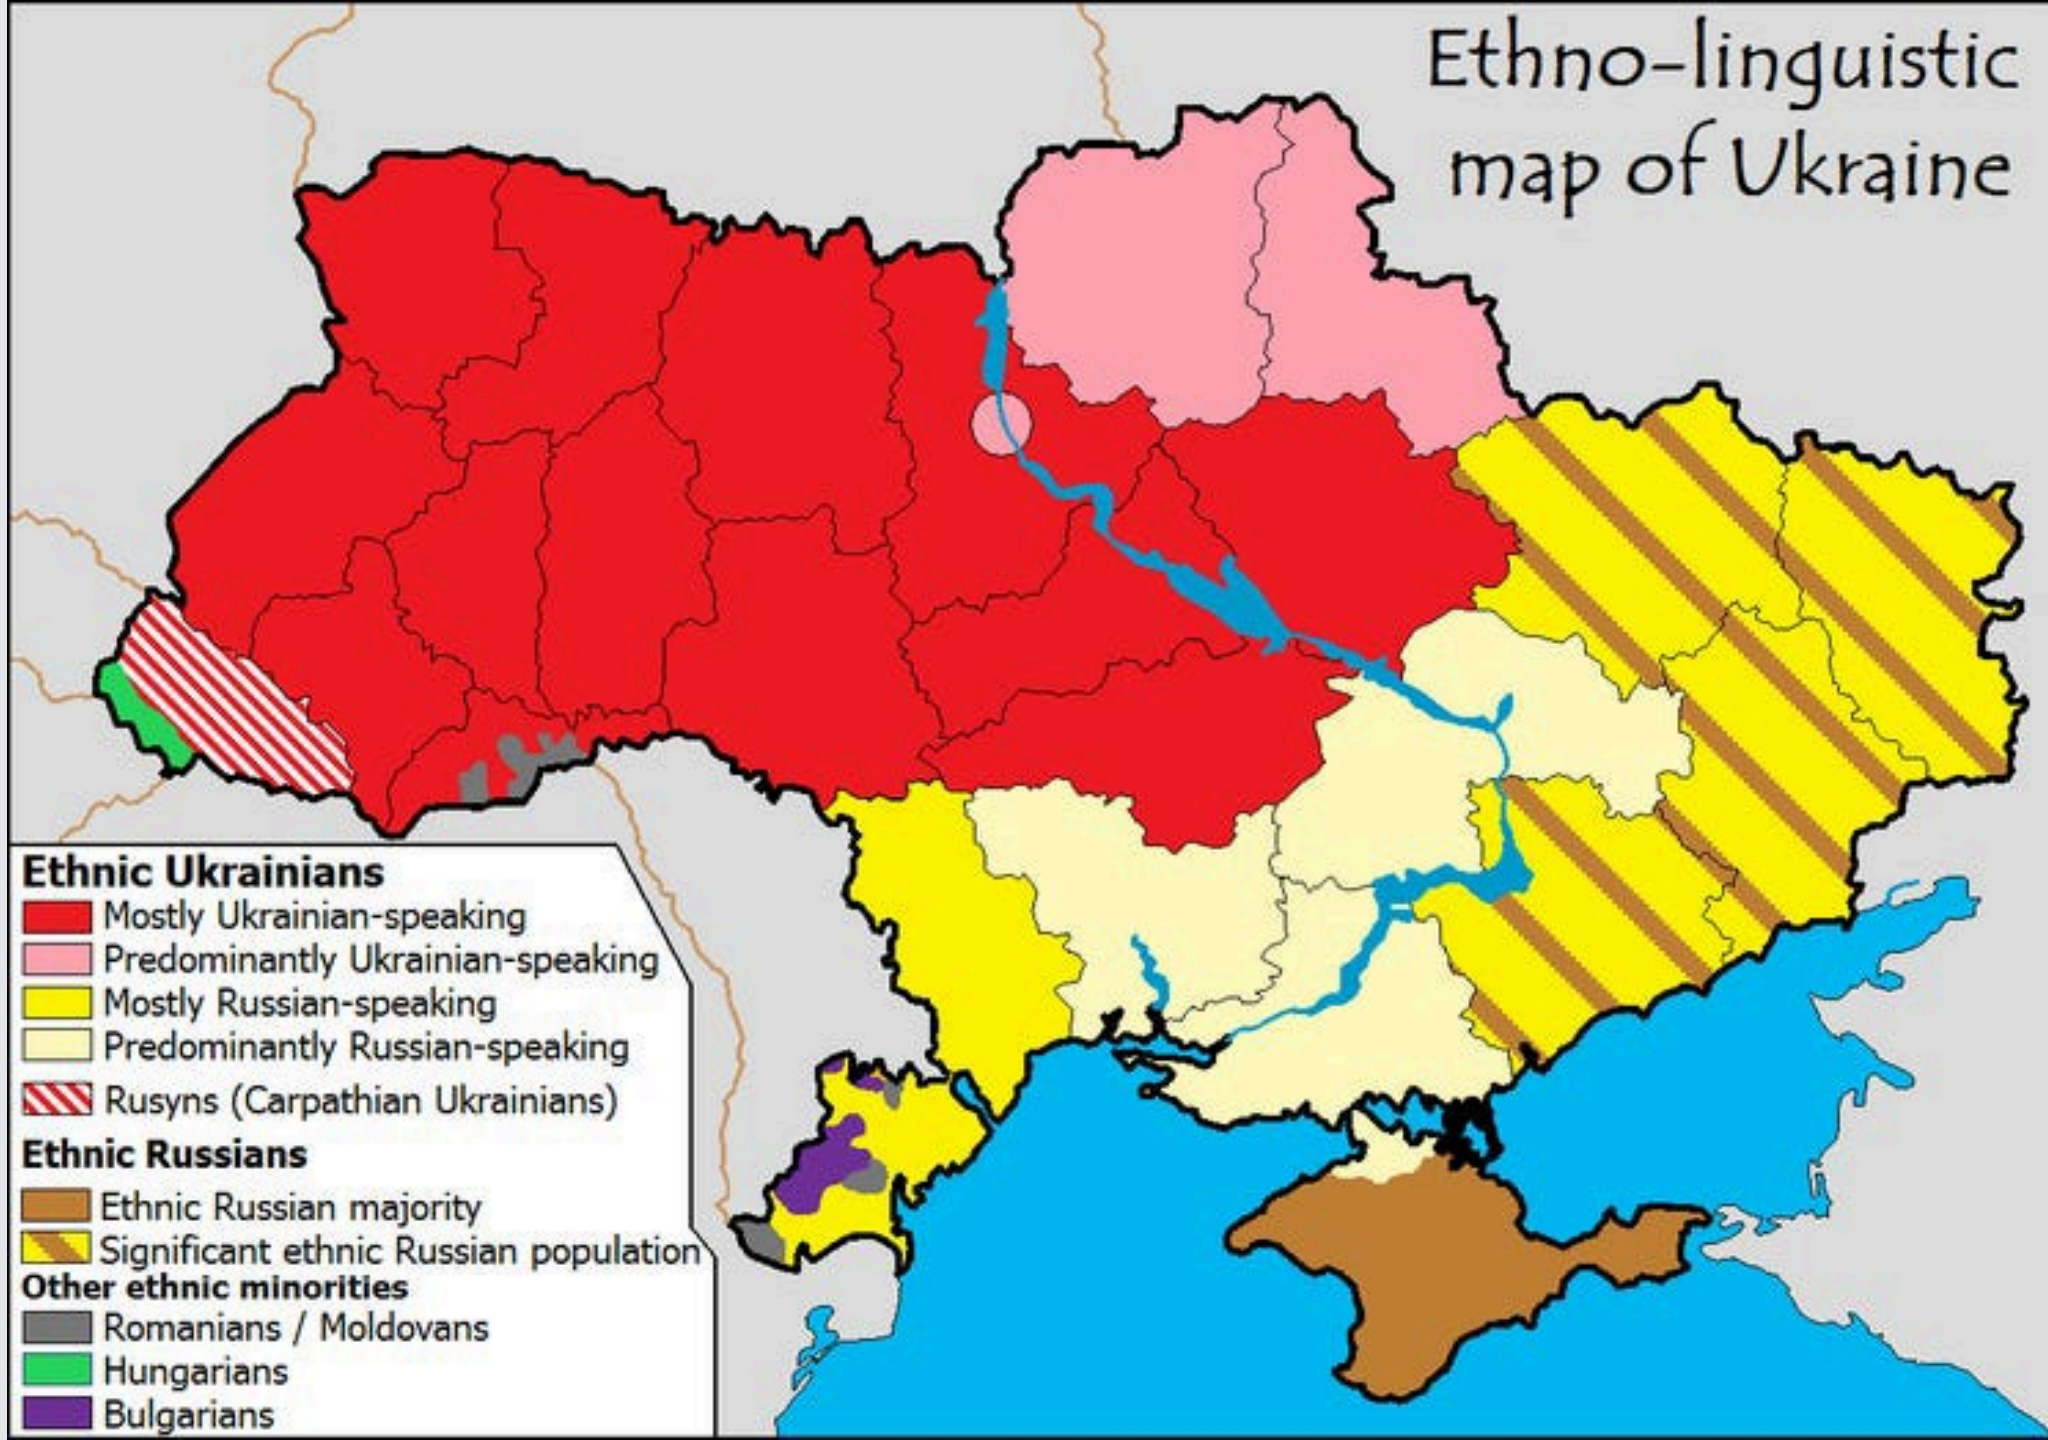 Ethno-linguistic
map of Ukraine
Ethnic Ukrainians
Mostly Ukrainian-speaking
Predominantly Ukrainian-speaking
Mostly Russian-speaking
Predominantly Russian-speaking
Rusyns (Carpathian Ukrainians)
Ethnic Russians
Ethnic Russian majority
Significant ethnic Russian population
Other ethnic minorities
Romanians / Moldovans
Hungarians
Bulgarians